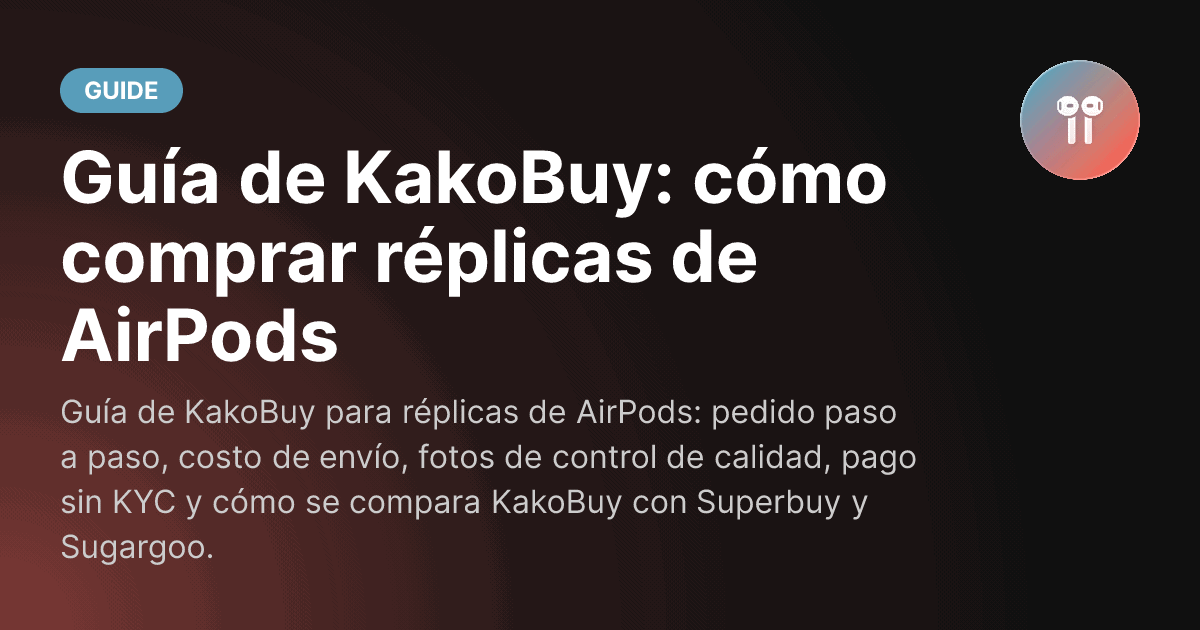 GUIDE
Guía de KakoBuy: cómo
comprar réplicas de
AirPods
Guía de KakoBuy para réplicas de AirPods: pedido paso
a paso, costo de envío, fotos de control de calidad, pago
sin KYC y cómo se compara KakoBuy con Superbuy y
Sugargoo.